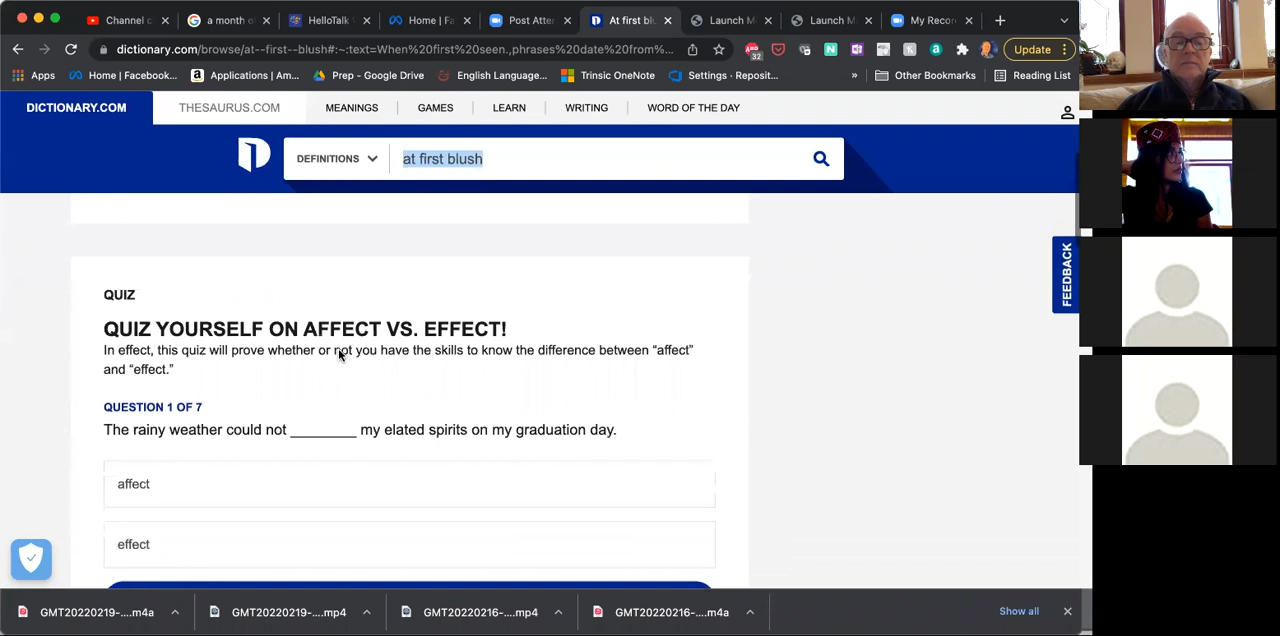 Channel c
a month o
HelloTalk
Home | Fa
Post Atter
At first blu
Launch M
Launch M
My Record
dictionary.com/browse/at--first--blush#:~:text=When%20first%20seen.,phrases%20date%20from%...
32
Update
Apps
Home | Facebook...
Applications | Am...
Prep - Google Drive
English Language...
Trinsic OneNote
Settings · Reposit...
»
Other Bookmarks
Reading List
DICTIONARY.COM
THESAURUS.COM
MEANINGS
GAMES
LEARN
WRITING
WORD OF THE DAY
DEFINITIONS
at first blush
FEEDBACK
QUIZ
QUIZ YOURSELF ON AFFECT VS. EFFECT!
In effect, this quiz will prove whether or not you have the skills to know the difference between “affect”
and “effect.”
QUESTION 1 OF 7
The rainy weather could not ________ my elated spirits on my graduation day.
affect
effect
GMT20220219-....m4a
GMT20220219-....mp4
GMT20220216-....mp4
GMT20220216-....m4a
Show all